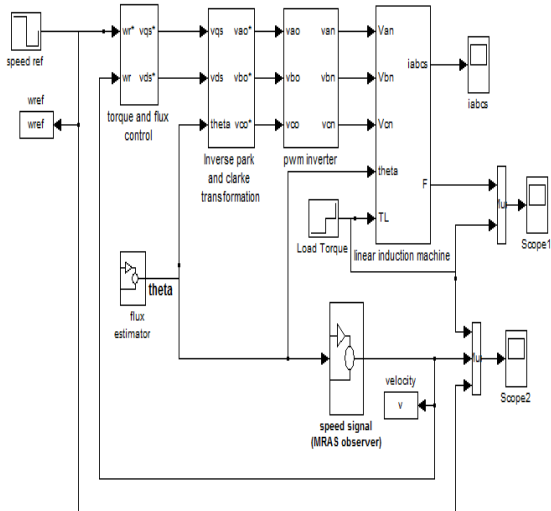 speed ref
wref
wref
wr*
vqs*
wr
vds*
torque and flux
control
vqs
vao*
vds
vbo*
theta
vco*
Inverse park
and clarke
transformation
vao
van
vbo
vbn
vco
vcn
pwm inverter
Van
iabcs
Vbn
Vcn
theta
F
TL
linear induction machine
iabcs
Load Torque
Scope1
theta
flux
estimator
velocity
v
speed signal
(MRAS observer)
Scope2